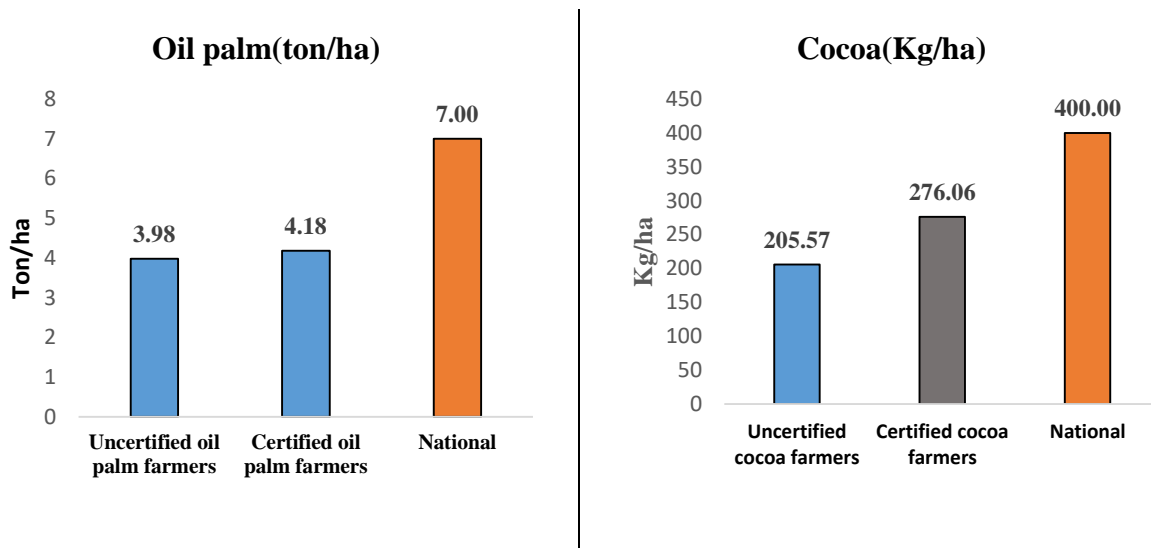 Oil palm(ton/ha)
8
7
6
5
4
3
2
1
0
Ton/ha
3.98
4.18
7.00
Uncertified oil
palm farmers
Certified oil
palm farmers
National
Cocoa(Kg/ha)
450
400
350
300
250
200
150
100
50
0
Kg/ha
205.57
276.06
400.00
Uncertified
cocoa farmers
Certified cocoa
farmers
National